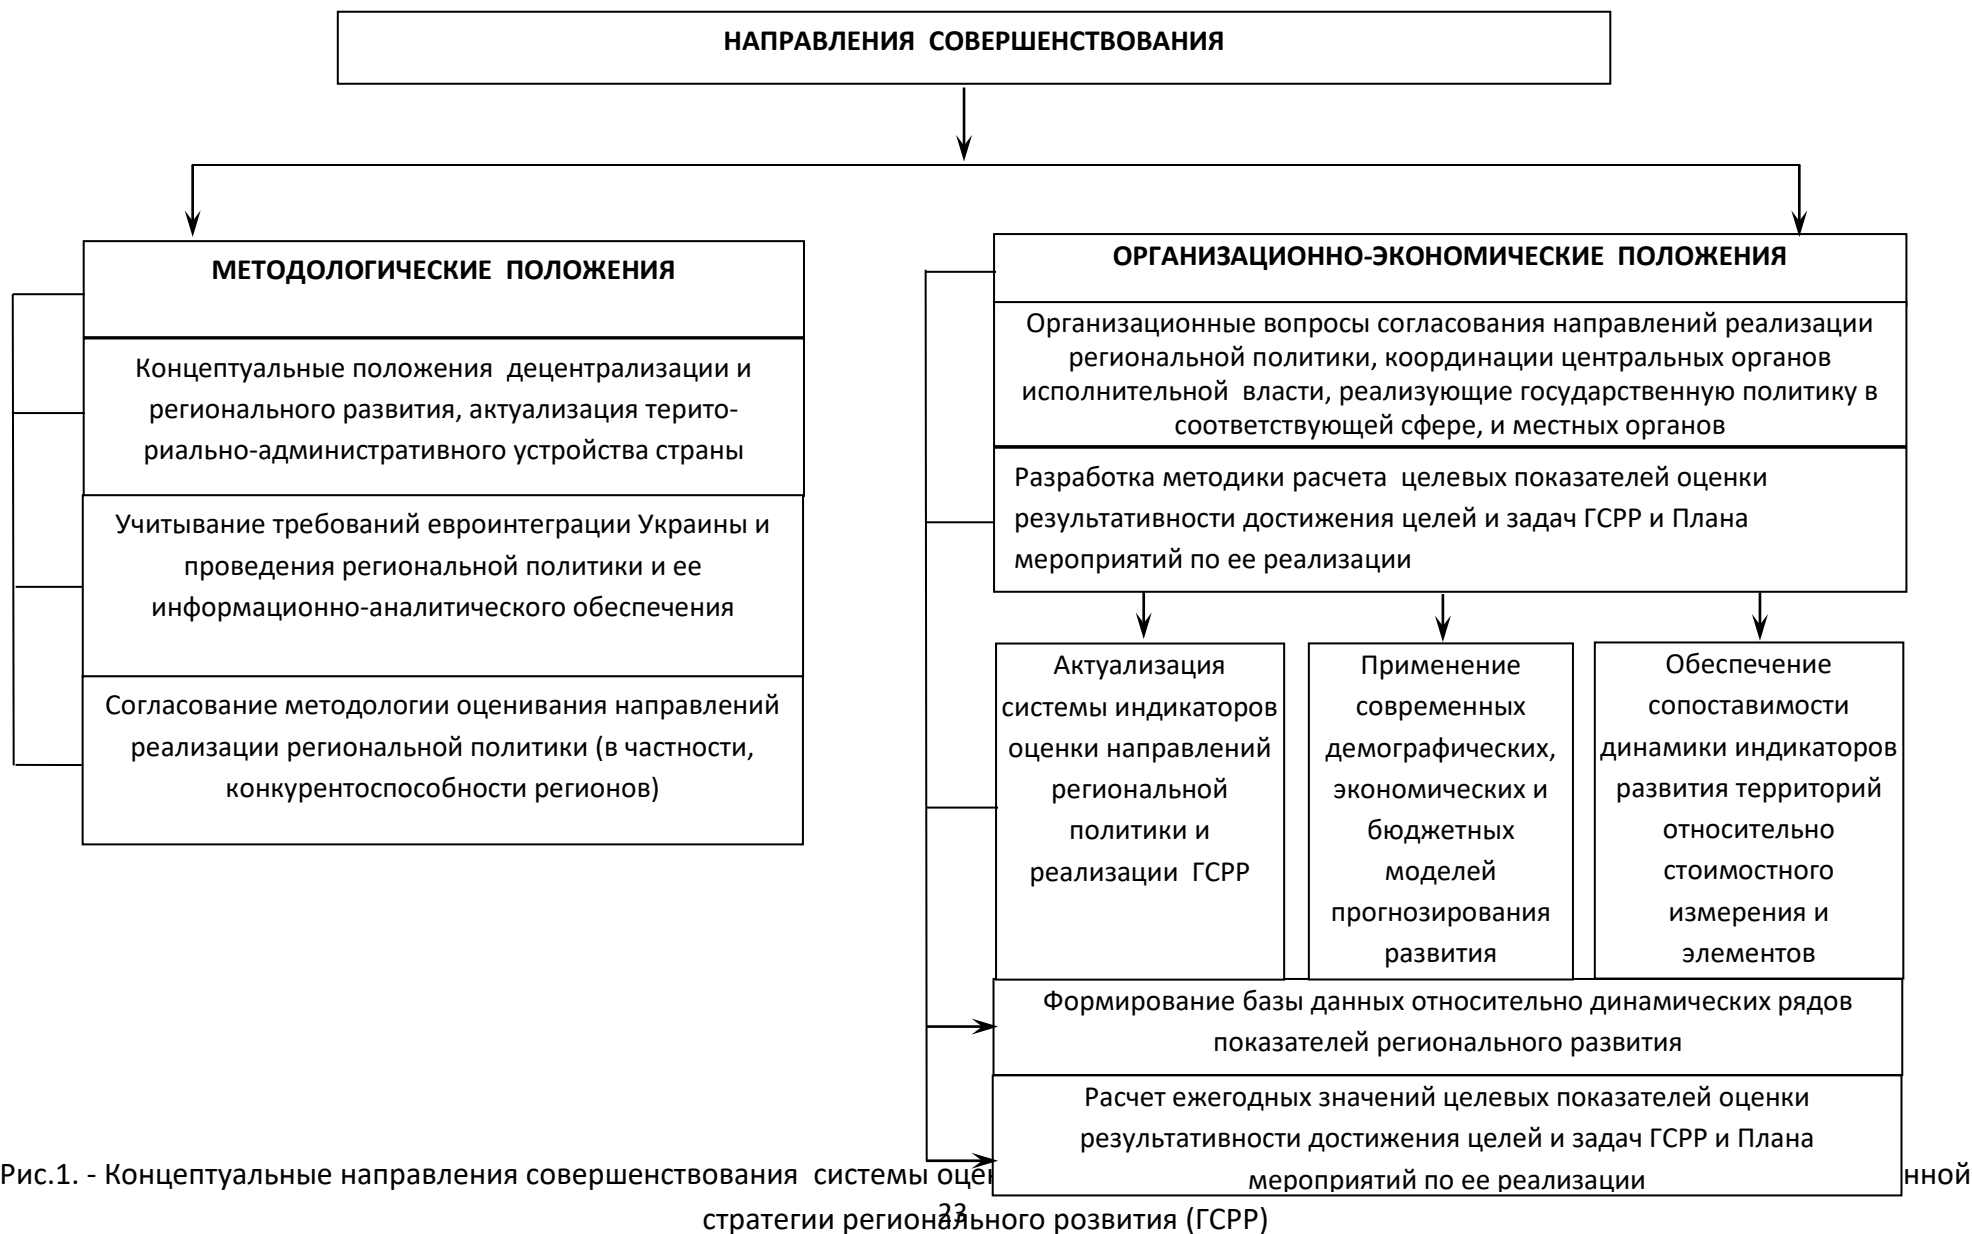 НАПРАВЛЕНИЯ СОВЕРШЕНСТВОВАНИЯ
МЕТОДОЛОГИЧЕСКИЕ ПОЛОЖЕНИЯ
Концептуальные положения децентрализации и
регионального развития, актуализация терито-
риально-административного устройства страны
Учитывание требований евроинтеграции Украины и
проведения региональной политики и ее
информационно-аналитического обеспечения
Согласование методологии оценивания направлений
реализации региональной политики (в частности,
конкурентоспособности регионов)
ОРГАНИЗАЦИОННО-ЭКОНОМИЧЕСКИЕ ПОЛОЖЕНИЯ
Организационные вопросы согласования направлений реализации
региональной политики, координации центральных органов
исполнительной власти, реализующие государственную политику в
соответствующей сфере, и местных органов
Разработка методики расчета целевых показателей оценки
результативности достижения целей и задач ГСРР и Плана
мероприятий по ее реализации
Актуализация
системы индикаторов
оценки направлений
региональной
политики и
реализации ГСРР
Применение
современных
демографических,
экономических и
бюджетных
моделей
прогнозирования
развития
Обеспечение
сопоставимости
динамики индикаторов
развития территорий
относительно
стоимостного
измерения и
элементов
Формирование базы данных относительно динамических рядов
показателей регионального развития
Расчет ежегодных значений целевых показателей оценки
результативности достижения целей и задач ГСРР и Плана
мероприятий по ее реализации
Рис.1. - Концептуальные направления совершенствования системы оцен нной
стратегии регионального розвития (ГСРР)
23